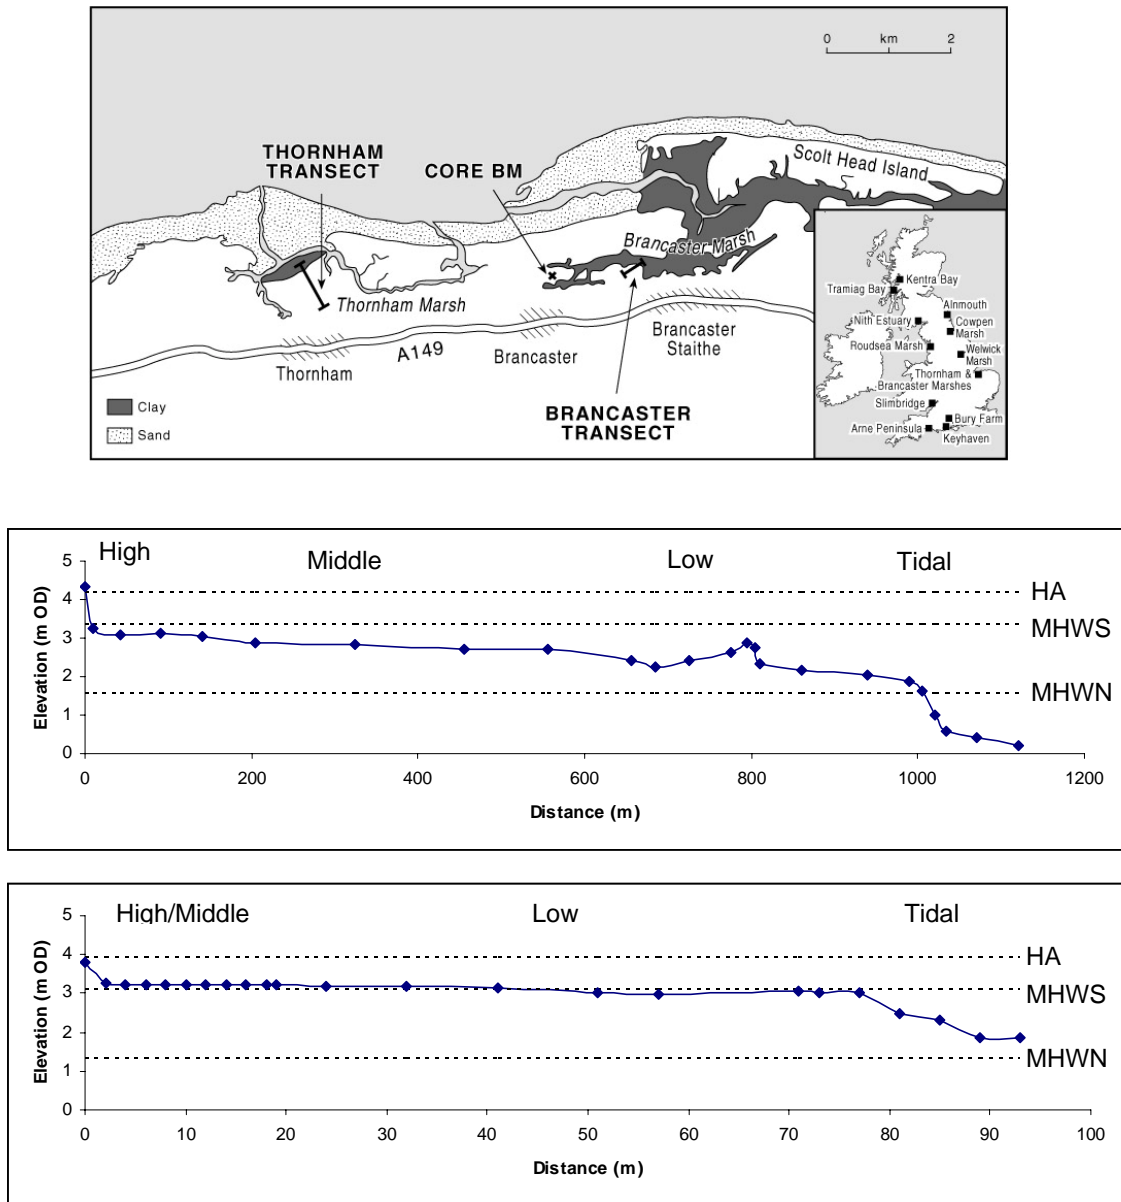 0 km 2
THORNHAM
TRANSECT
CORE BM
Scolt Head Island
Brancaster Marsh
Thornham Marsh
A149
Thornham
Brancaster
Brancaster
Staithe
BRANCASTER
TRANSECT
Clay
Sand
Kentra Bay
Tramiag Bay
Alnmouth
Nith Estuary
Cowpen
Marsh
Roudsea Marsh
Welwick
Marsh
Thornham &
Brancaster Marshes
Slimbridge
Bury Farm
Arne Peninsula
Keyhaven
High
Middle
Low
Tidal
HA
MHWS
MHWN
Elevation (m OD)
5
4
3
2
1
0
0 200 400 600 800 1000 1200
Distance (m)
High/Middle
Low
Tidal
HA
MHWS
MHWN
Elevation (m OD)
5
4
3
2
1
0
0 10 20 30 40 50 60 70 80 90 100
Distance (m)